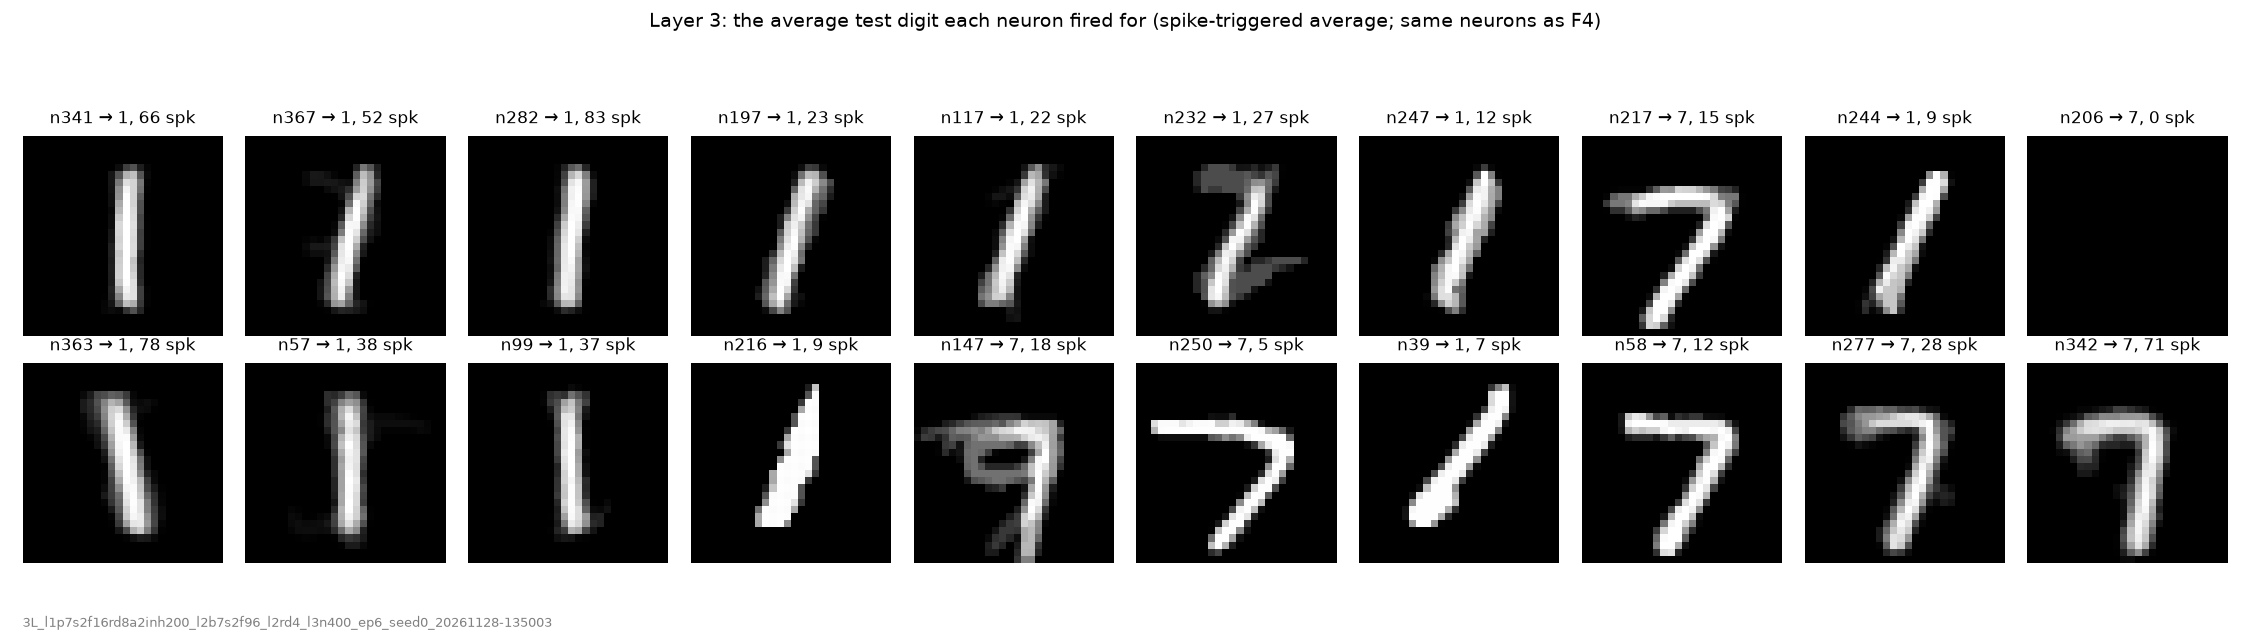 Layer 3: the average test digit each neuron fired for (spike-triggered average; same neurons as F4)
n341 → 1, 66 spk
n367 → 1, 52 spk
n282 → 1, 83 spk
n197 → 1, 23 spk
n117 → 1, 22 spk
n232 → 1, 27 spk
n247 → 1, 12 spk
n217 → 7, 15 spk
n244 → 1, 9 spk
n206 → 7, 0 spk
n363 → 1, 78 spk
n57 → 1, 38 spk
n99 → 1, 37 spk
n216 → 1, 9 spk
n147 → 7, 18 spk
n250 → 7, 5 spk
n39 → 1, 7 spk
n58 → 7, 12 spk
n277 → 7, 28 spk
n342 → 7, 71 spk
3L_l1p7s2f16rd8a2inh200_l2b7s2f96_l2rd4_l3n400_ep6_seed0_20261128-135003